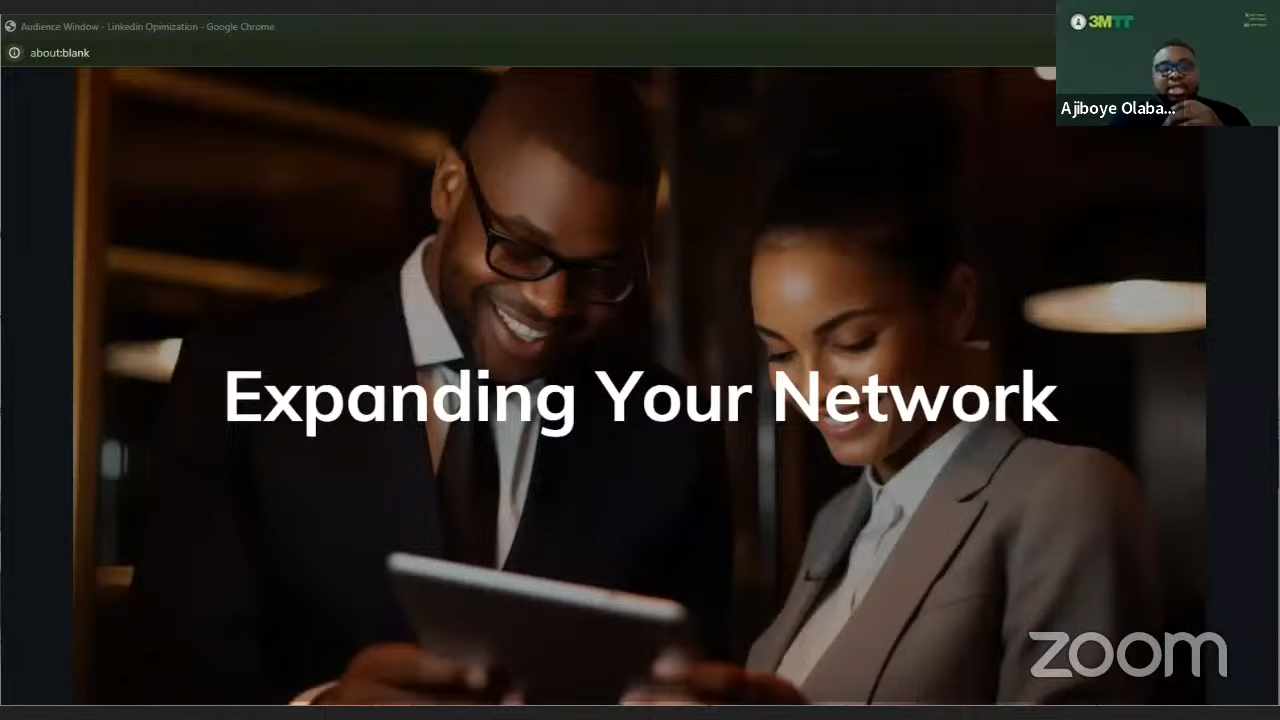 Audience Window - Linkedin Opimization - Google Chrome
about:blank
3MTT
Ajiboye Olaba...
Expanding Your Network
zoom